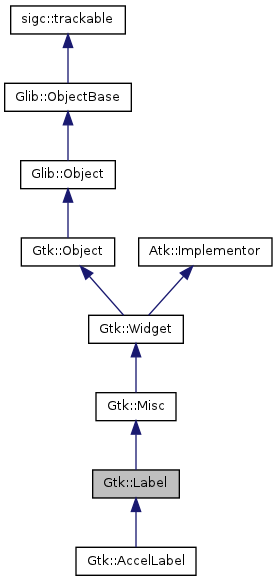 sigc::trackable
Glib::ObjectBase
Glib::Object
Gtk::Object
Atk::Implementor
Gtk::Widget
Gtk::Misc
Gtk::Label
Gtk::AccelLabel